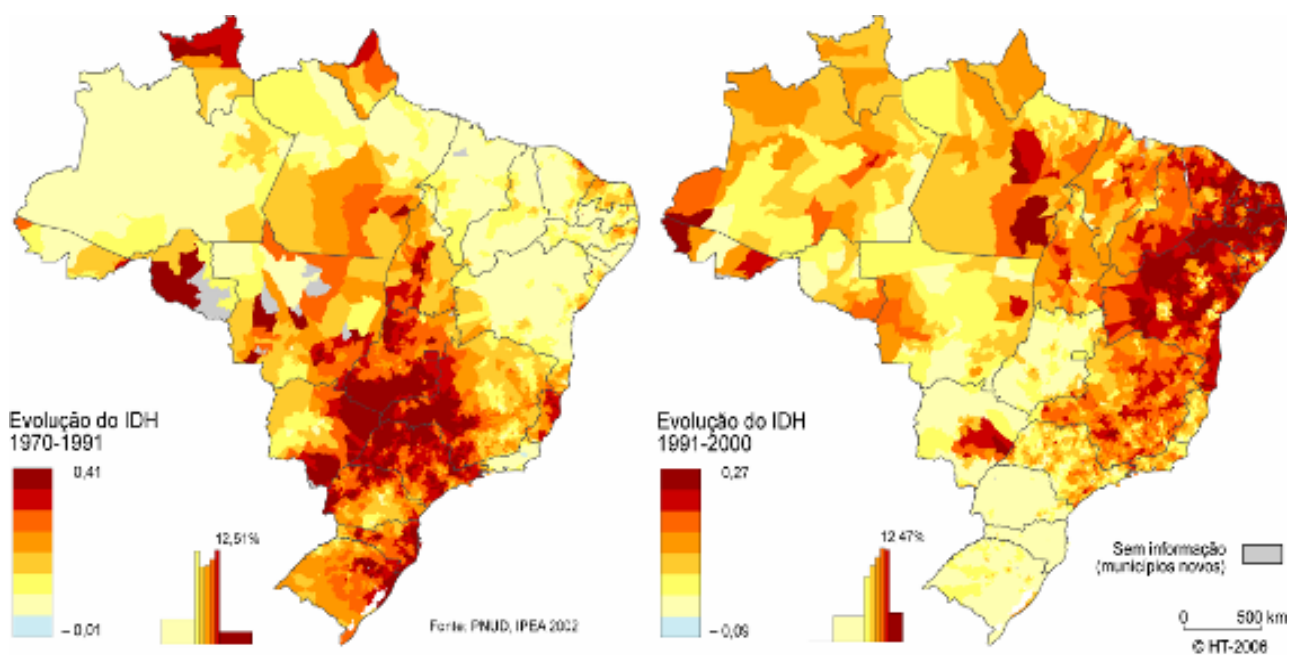 Evolução do IDH
1970-1991
0,41
12,51%
– 0,01
Fonte: PNUD, IPEA 2002
Evolução do IDH
1991-2000
0,27
12 47%
– 0,09
Sem informação
(municípios novos)
0 500 km
© HT-2006